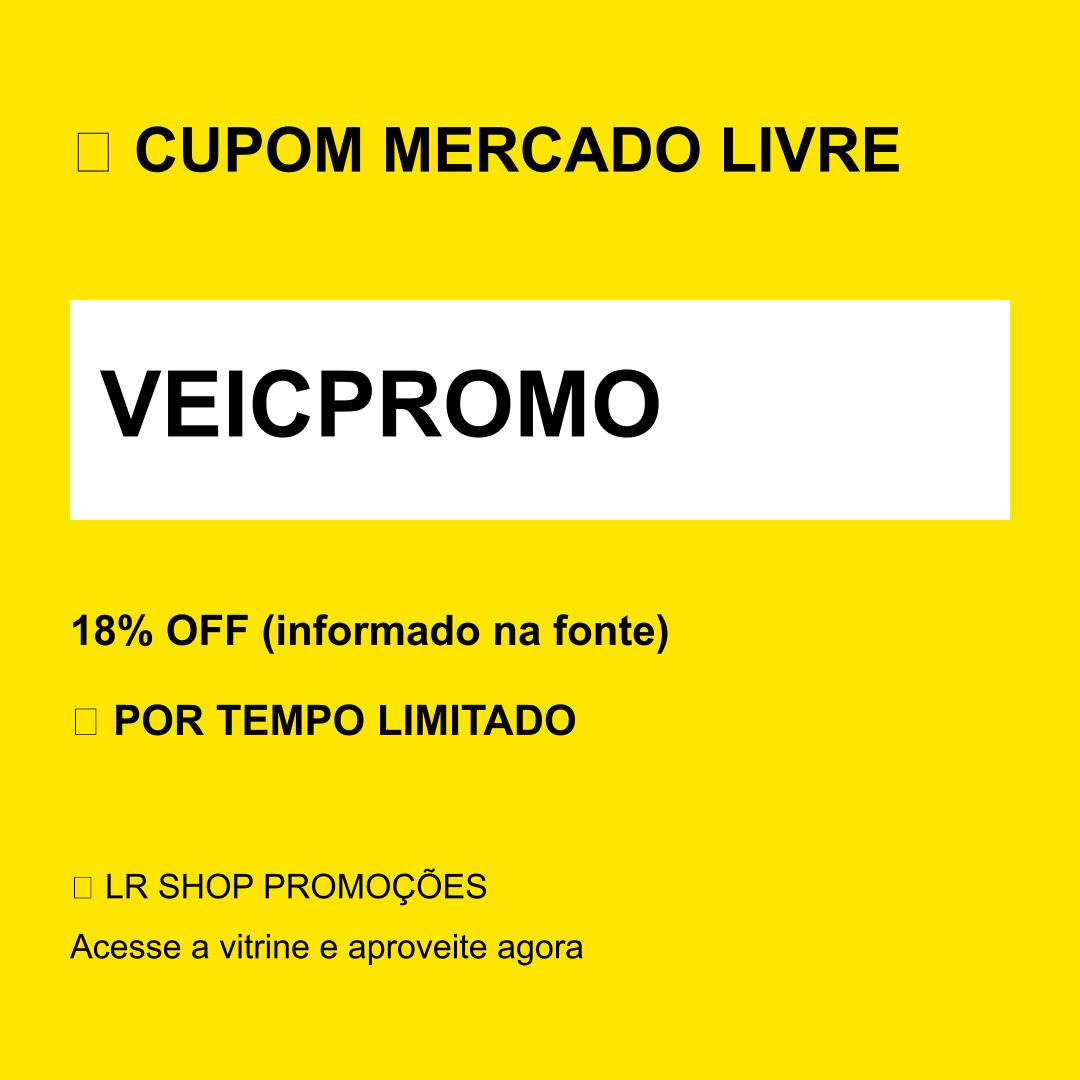 □ CUPOM MERCADO LIVRE
VEICPROMO
18% OFF (informado na fonte)
□ POR TEMPO LIMITADO
□ LR SHOP PROMOÇÕES
Acesse a vitrine e aproveite agora